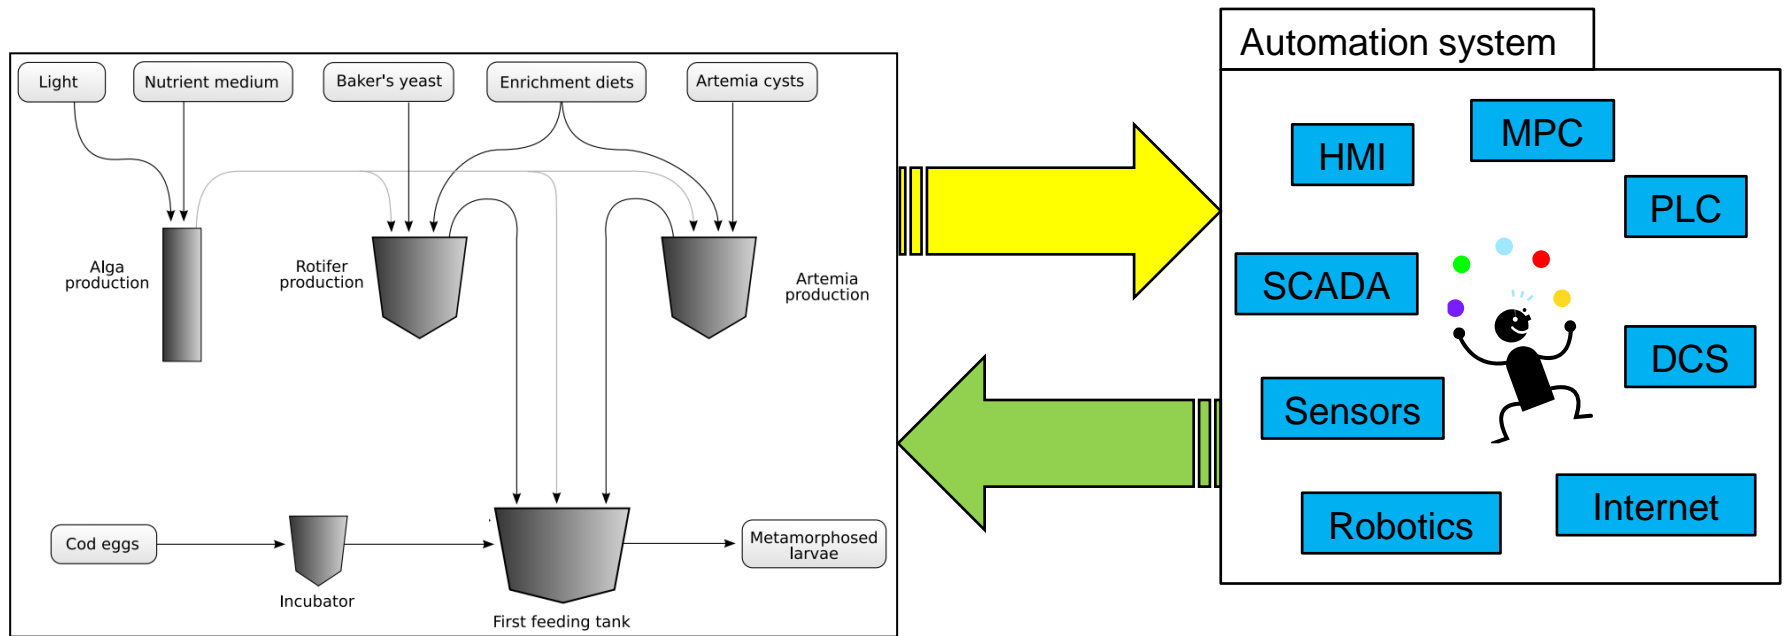 Light
Nutrient medium
Baker's yeast
Enrichment diets
Artemia cysts
Alga
production
Rotifer
production
Artemia
production
Cod eggs
Incubator
First feeding tank
Metamorphosed
larvae
Automation system
HMI
MPC
PLC
SCADA
DCS
Sensors
Robotics
Internet